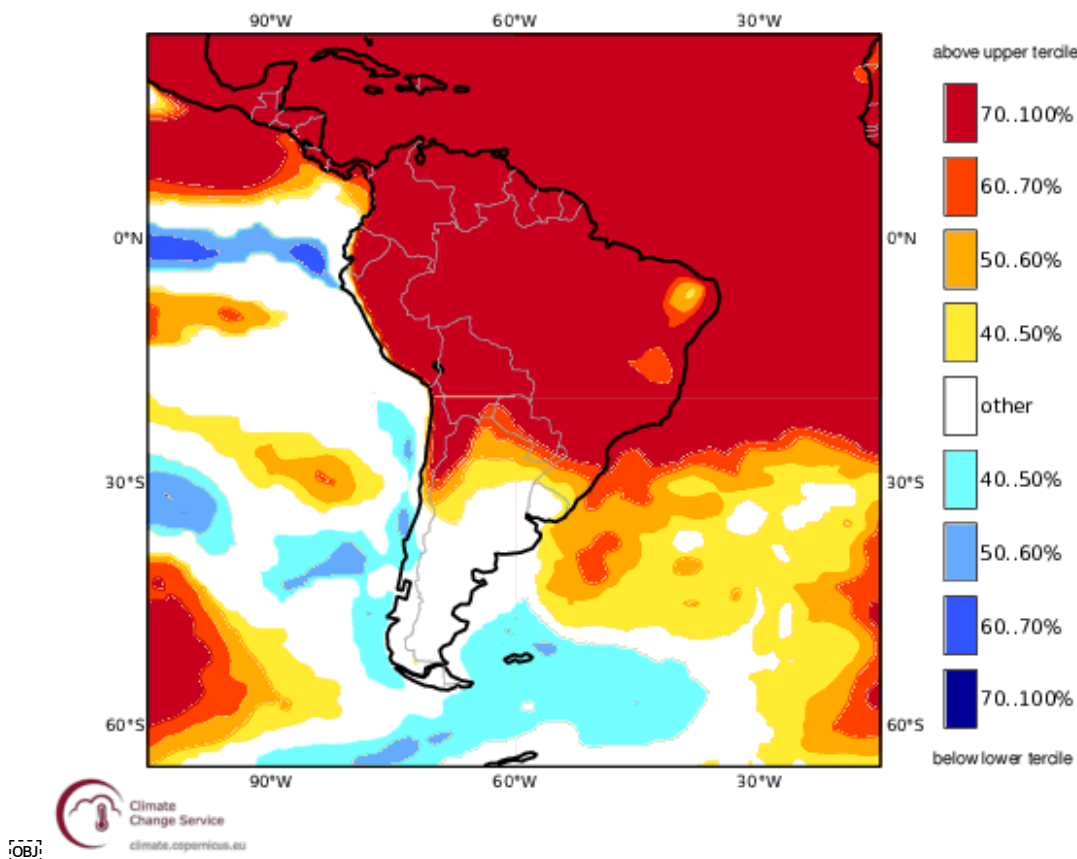 90°W 60°W 30°W
above upper tercile
70..100%
60..70%
50..60%
40..50%
other
40..50%
50..60%
60..70%
70..100%
below lower tercile
0°N 0°N
30°S 30°S
60°S 60°S
90°W 60°W 30°W
Climate
Change Service
climate.copernicus.eu
OBJ